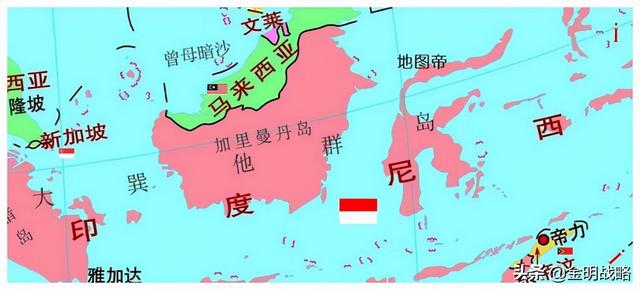 文莱
曾母暗沙
马来西亚
西亚
隆坡
新加坡
地图帝
加里曼丹岛
大巽他群岛
印度尼西
岛
帝力
雅加达
头条@金明战略